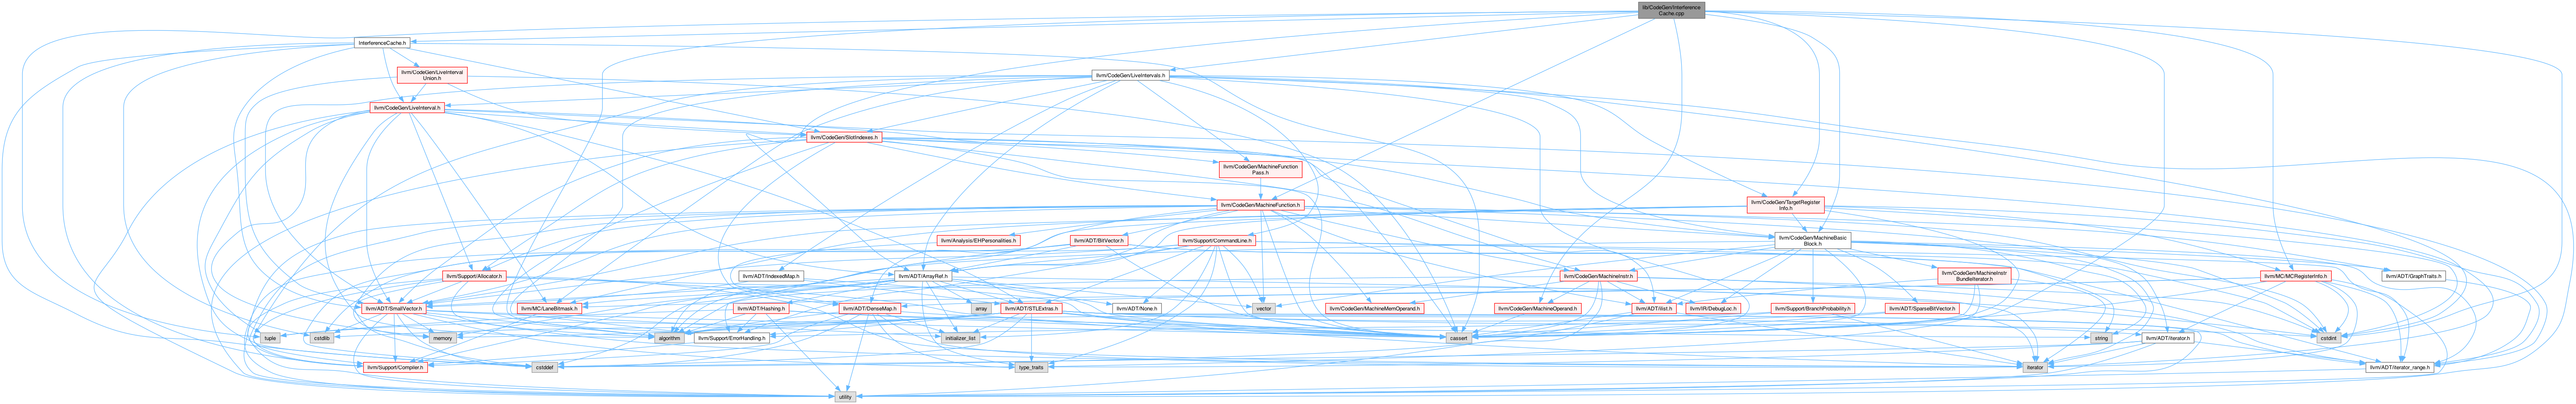 lib/CodeGen/Interference
Cache.cpp
InterferenceCache.h
llvm/CodeGen/LiveInterval
Union.h
llvm/CodeGen/LiveIntervals.h
llvm/CodeGen/LiveInterval.h
llvm/CodeGen/SlotIndexes.h
llvm/CodeGen/MachineFunction
Pass.h
llvm/CodeGen/MachineFunction.h
llvm/CodeGen/TargetRegister
Info.h
llvm/Analysis/EHPersonalities.h
llvm/ADT/BitVector.h
llvm/Support/CommandLine.h
llvm/CodeGen/MachineBasic
Block.h
llvm/Support/Allocator.h
llvm/ADT/IndexedMap.h
llvm/ADT/ArrayRef.h
llvm/CodeGen/MachineInstr.h
llvm/CodeGen/MachineInstr
BundleIterator.h
llvm/MC/MCRegisterInfo.h
llvm/ADT/GraphTraits.h
llvm/ADT/SmallVector.h
llvm/MC/LaneBitmask.h
llvm/ADT/Hashing.h
llvm/ADT/DenseMap.h
array
llvm/ADT/STLExtras.h
llvm/ADT/None.h
vector
llvm/CodeGen/MachineMemOperand.h
llvm/CodeGen/MachineOperand.h
llvm/ADT/ilist.h
llvm/IR/DebugLoc.h
llvm/Support/BranchProbability.h
llvm/ADT/SparseBitVector.h
tuple
cstdlib
memory
algorithm
llvm/Support/ErrorHandling.h
initializer_list
cassert
string
llvm/ADT/iterator.h
cstdint
llvm/Support/Compiler.h
cstddef
type_traits
iterator
llvm/ADT/iterator_range.h
utility